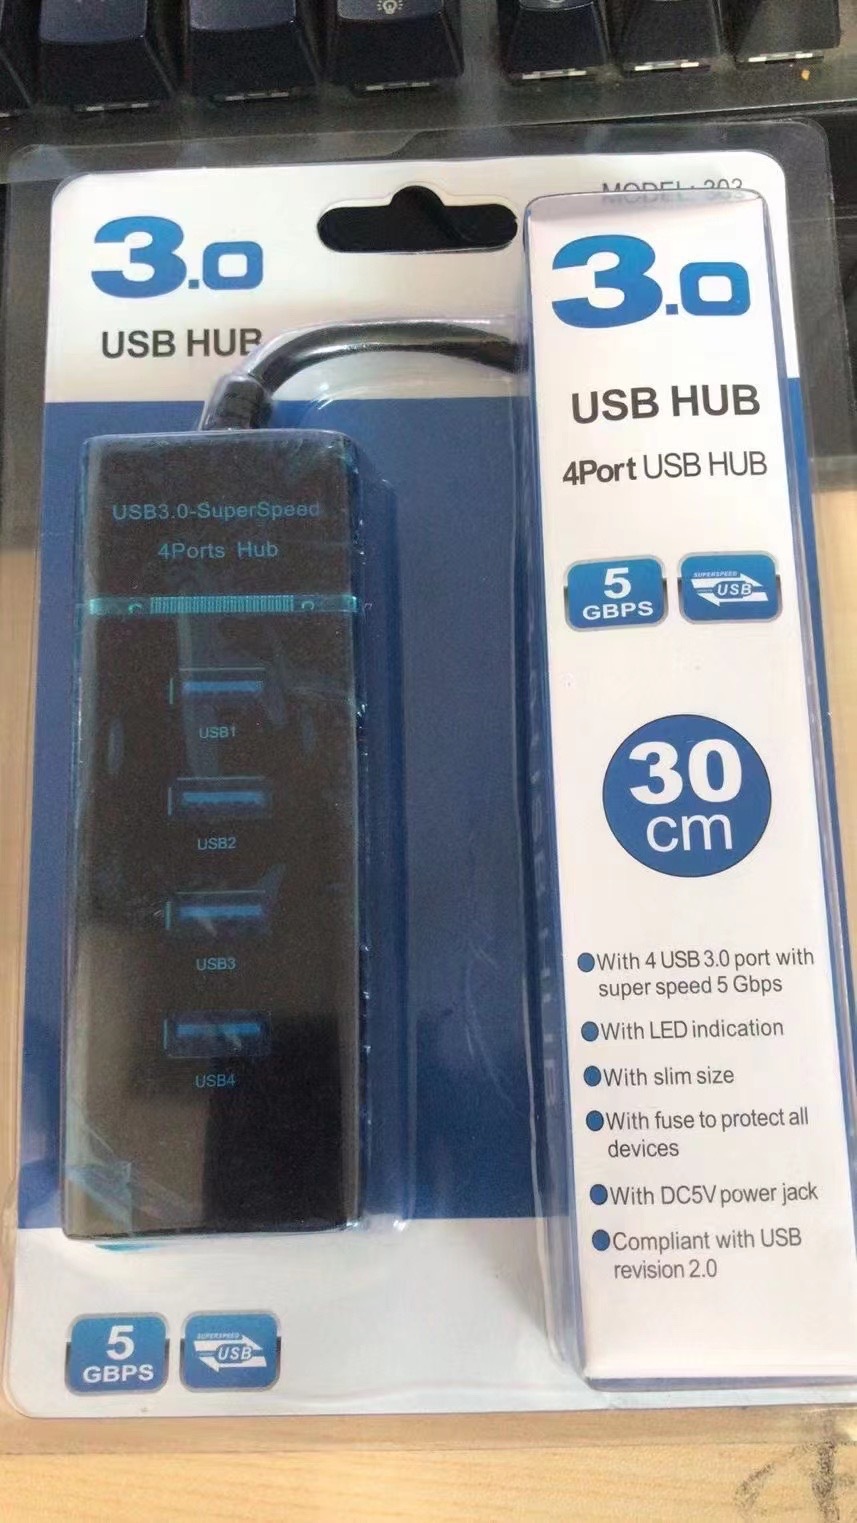 MODEL: 303
3.0
USB HUB
USB3.0-SuperSpeed
4Ports Hub
USB1
USB2
USB3
USB4
5
GBPS
SUPERSPEED
USB
3.0
USB HUB
4Port USB HUB
5
GBPS
SUPERSPEED
USB
30
cm
With 4 USB 3.0 port with
super speed 5 Gbps
With LED indication
With slim size
With fuse to protect all
devices
With DC5V power jack
Compliant with USB
revision 2.0